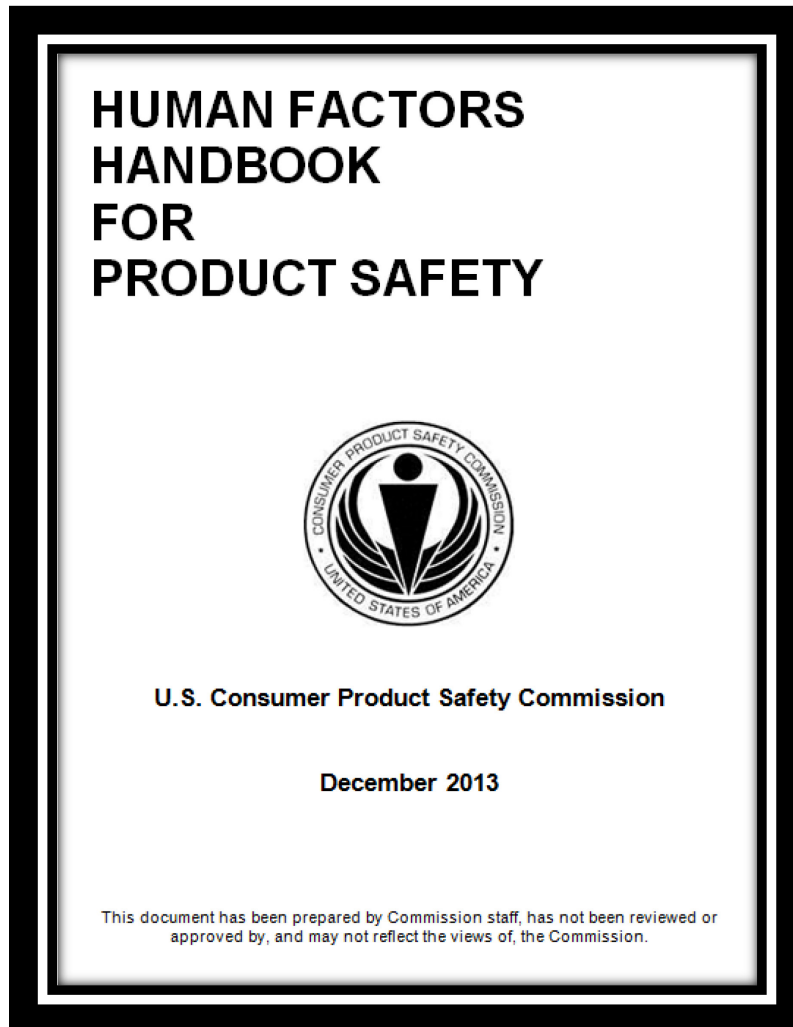 HUMAN FACTORS
HANDBOOK
FOR
PRODUCT SAFETY
CONSUMER PRODUCT SAFETY COMMISSION
• UNITED STATES OF AMERICA •
U.S. Consumer Product Safety Commission
December 2013
This document has been prepared by Commission staff, has not been reviewed or
approved by, and may not reflect the views of, the Commission.